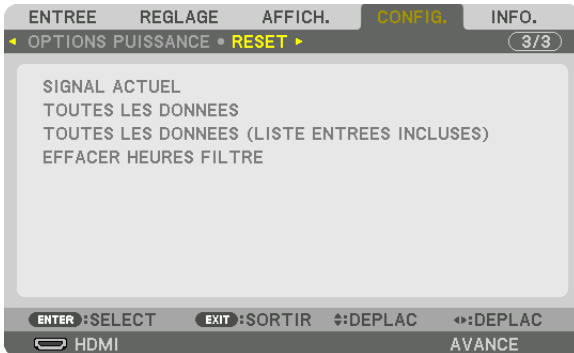 ENTREE REGLAGE AFFICH. CONFIG. INFO.
OPTIONS PUISSANCE • RESET 3/3
SIGNAL ACTUEL
TOUTES LES DONNEES
TOUTES LES DONNEES (LISTE ENTREES INCLUSES)
EFFACER HEURES FILTRE
ENTER :SELECT EXIT :SORTIR :DEPLAC :DEPLAC
HDMI AVANCE